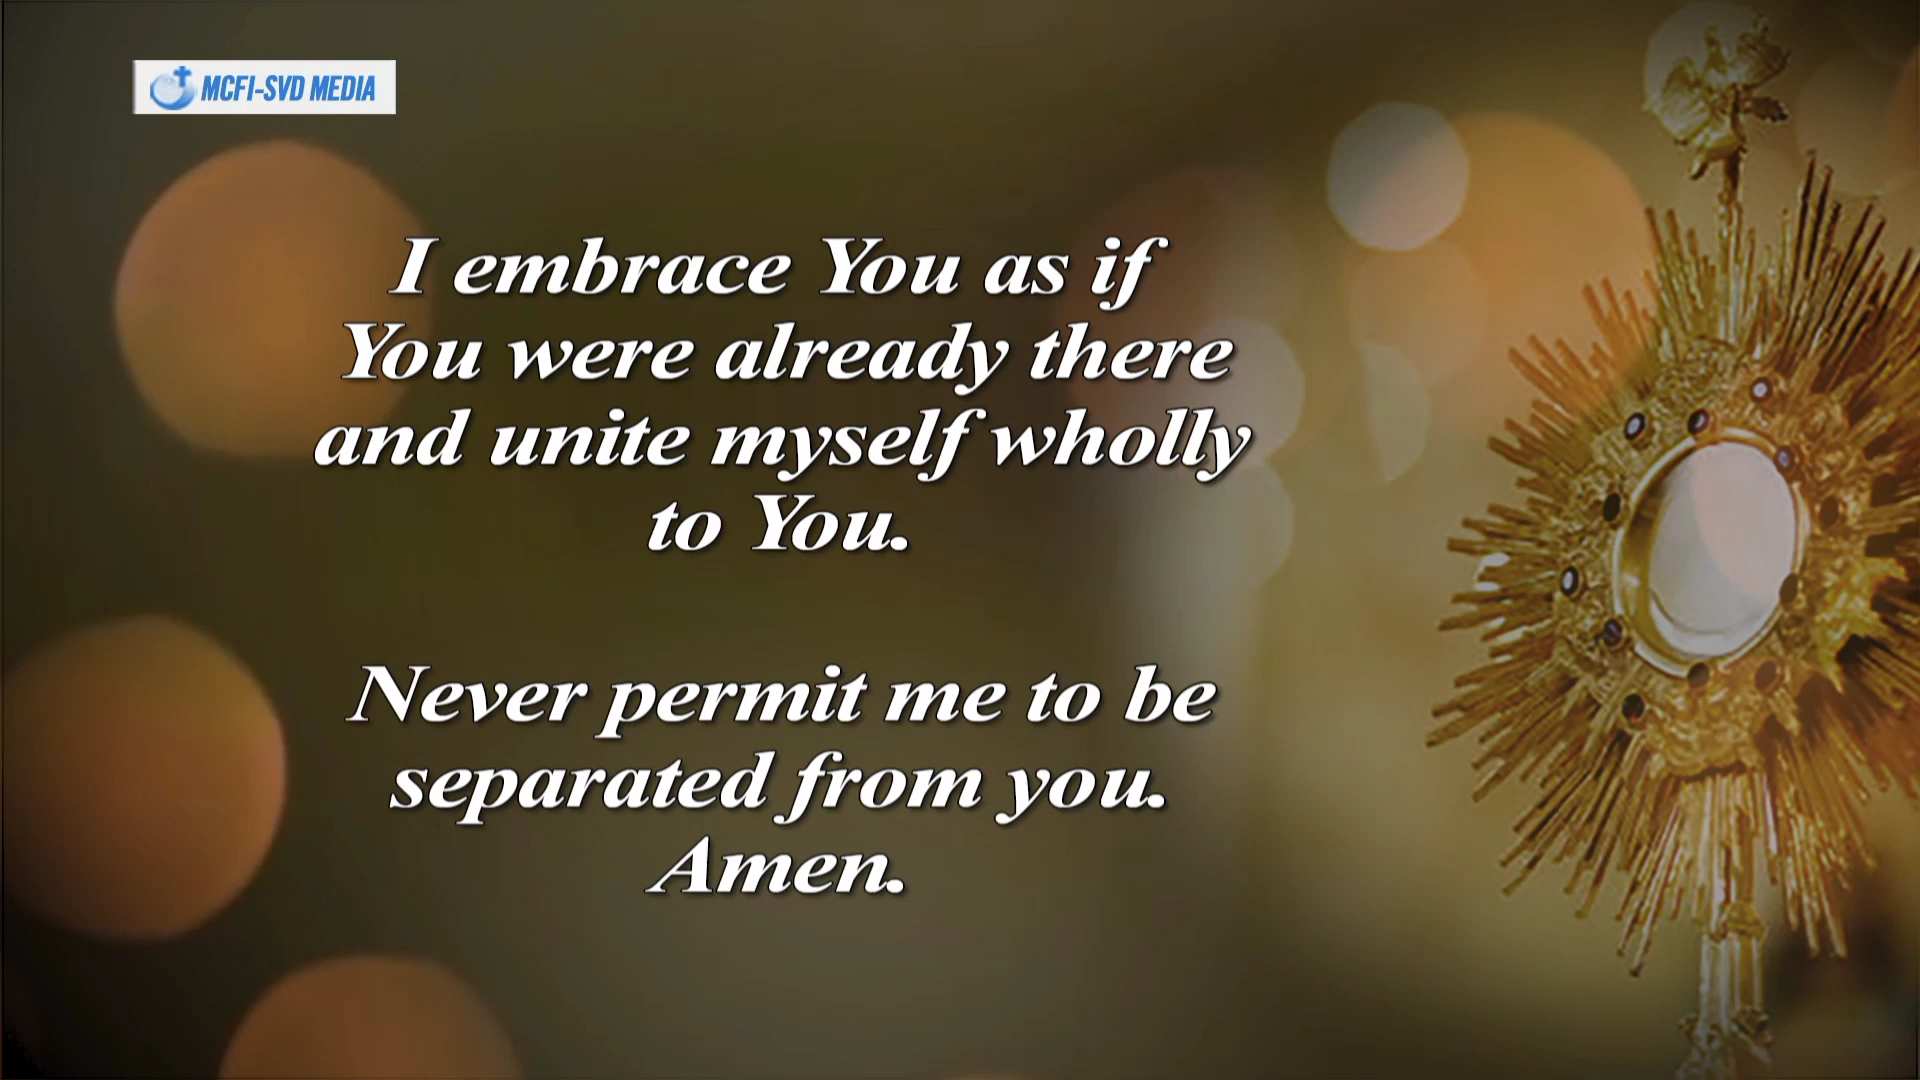 MCFI-SVD MEDIA
I embrace You as if
You were already there
and unite myself wholly
to You.
Never permit me to be
separated from you.
Amen.